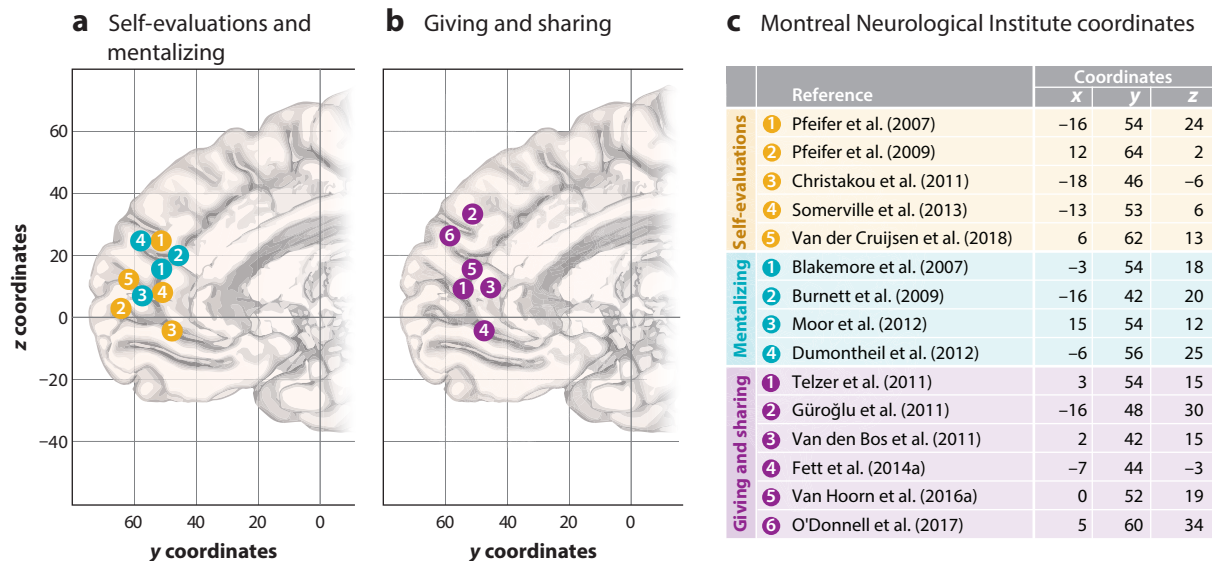 a Self-evaluations and
mentalizing
b Giving and sharing
c Montreal Neurological Institute coordinates
z coordinates
60
40
20
0
−20
−40
4 1
2
1
5
4
3
2
3
60 40 20 0
y coordinates
2
6
5
1 3
4
60 40 20 0
y coordinates
Coordinates
Reference x y z
Self-evaluations
1 Pfeifer et al. (2007) −16 54 24
2 Pfeifer et al. (2009) 12 64 2
3 Christakou et al. (2011) −18 46 −6
4 Somerville et al. (2013) −13 53 6
5 Van der Cruijsen et al. (2018) 6 62 13
Mentalizing
1 Blakemore et al. (2007) −3 54 18
2 Burnett et al. (2009) −16 42 20
3 Moor et al. (2012) 15 54 12
4 Dumontheil et al. (2012) −6 56 25
Giving and sharing
1 Telzer et al. (2011) 3 54 15
2 Güroğlu et al. (2011) −16 48 30
3 Van den Bos et al. (2011) 2 42 15
4 Fett et al. (2014a) −7 44 −3
5 Van Hoorn et al. (2016a) 0 52 19
6 O'Donnell et al. (2017) 5 60 34